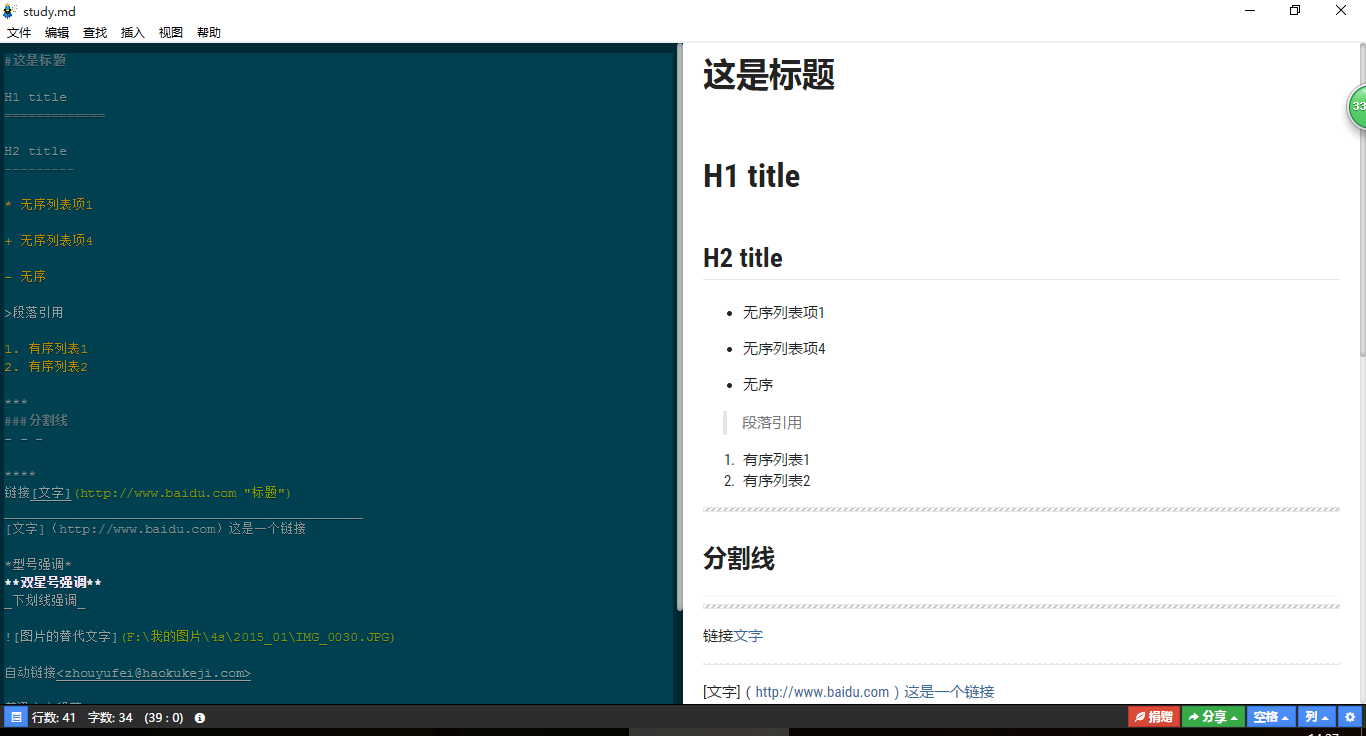 study.md
文件 编辑 查找 插入 视图 帮助
#这是标题
H1 title
=============
H2 title
---------
* 无序列表项1
+ 无序列表项4
- 无序
>段落引用
1. 有序列表1
2. 有序列表2
***
###分割线
- - -
****
链接[文字](http://www.baidu.com "标题")
[文字]（http://www.baidu.com）这是一个链接
*型号强调*
**双星号强调**
_下划线强调_
![图片的替代文字](F:\我的图片\4s\2015_01\IMG_0030.JPG)
自动链接<zhouyufei@haokukeji.com>
这是标题
H1 title
H2 title
• 无序列表项1
• 无序列表项4
• 无序
段落引用
1. 有序列表1
2. 有序列表2
分割线
链接文字
[文字]（http://www.baidu.com）这是一个链接
33
行数: 41 字数: 34 (39 : 0)
捐赠 分享 空格 列